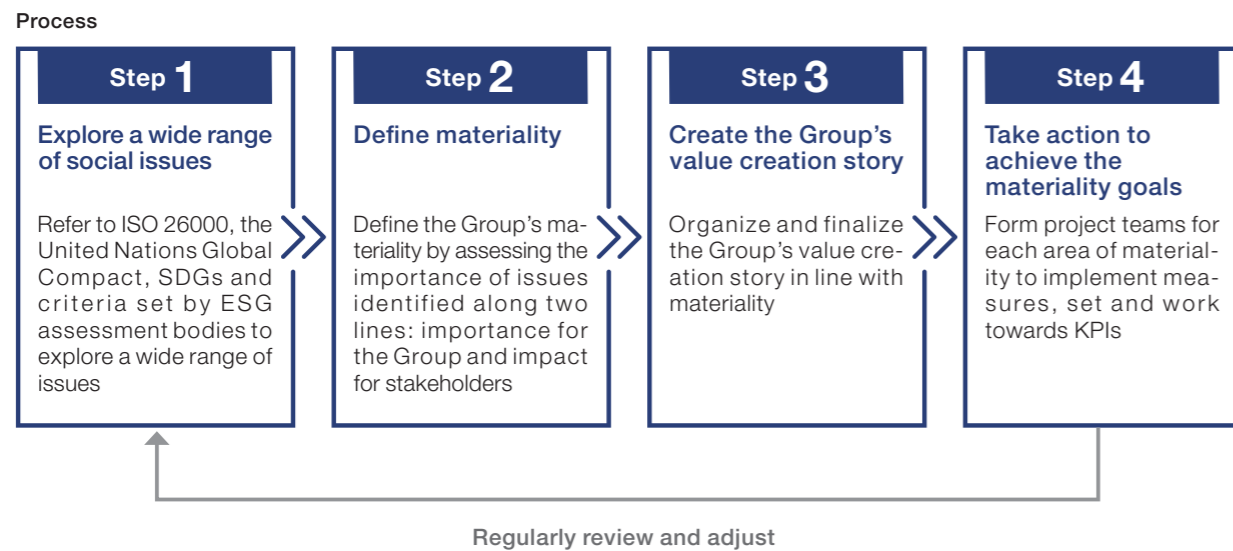 Process
Step 1
Explore a wide range
of social issues
Refer to ISO 26000, the
United Nations Global
Compact, SDGs and
criteria set by ESG
assessment bodies to
explore a wide range of
issues
Step 2
Define materiality
Define the Group's ma-
teriality by assessing the
importance of issues
identified along two
lines: importance for
the Group and impact
for stakeholders
Step 3
Create the Group's
value creation story
Organize and finalize
the Group's value cre-
ation story in line with
materiality
Step 4
Take action to
achieve the
materiality goals
Form project teams for
each area of material-
ity to implement mea-
sures, set and work
towards KPIs
Regularly review and adjust